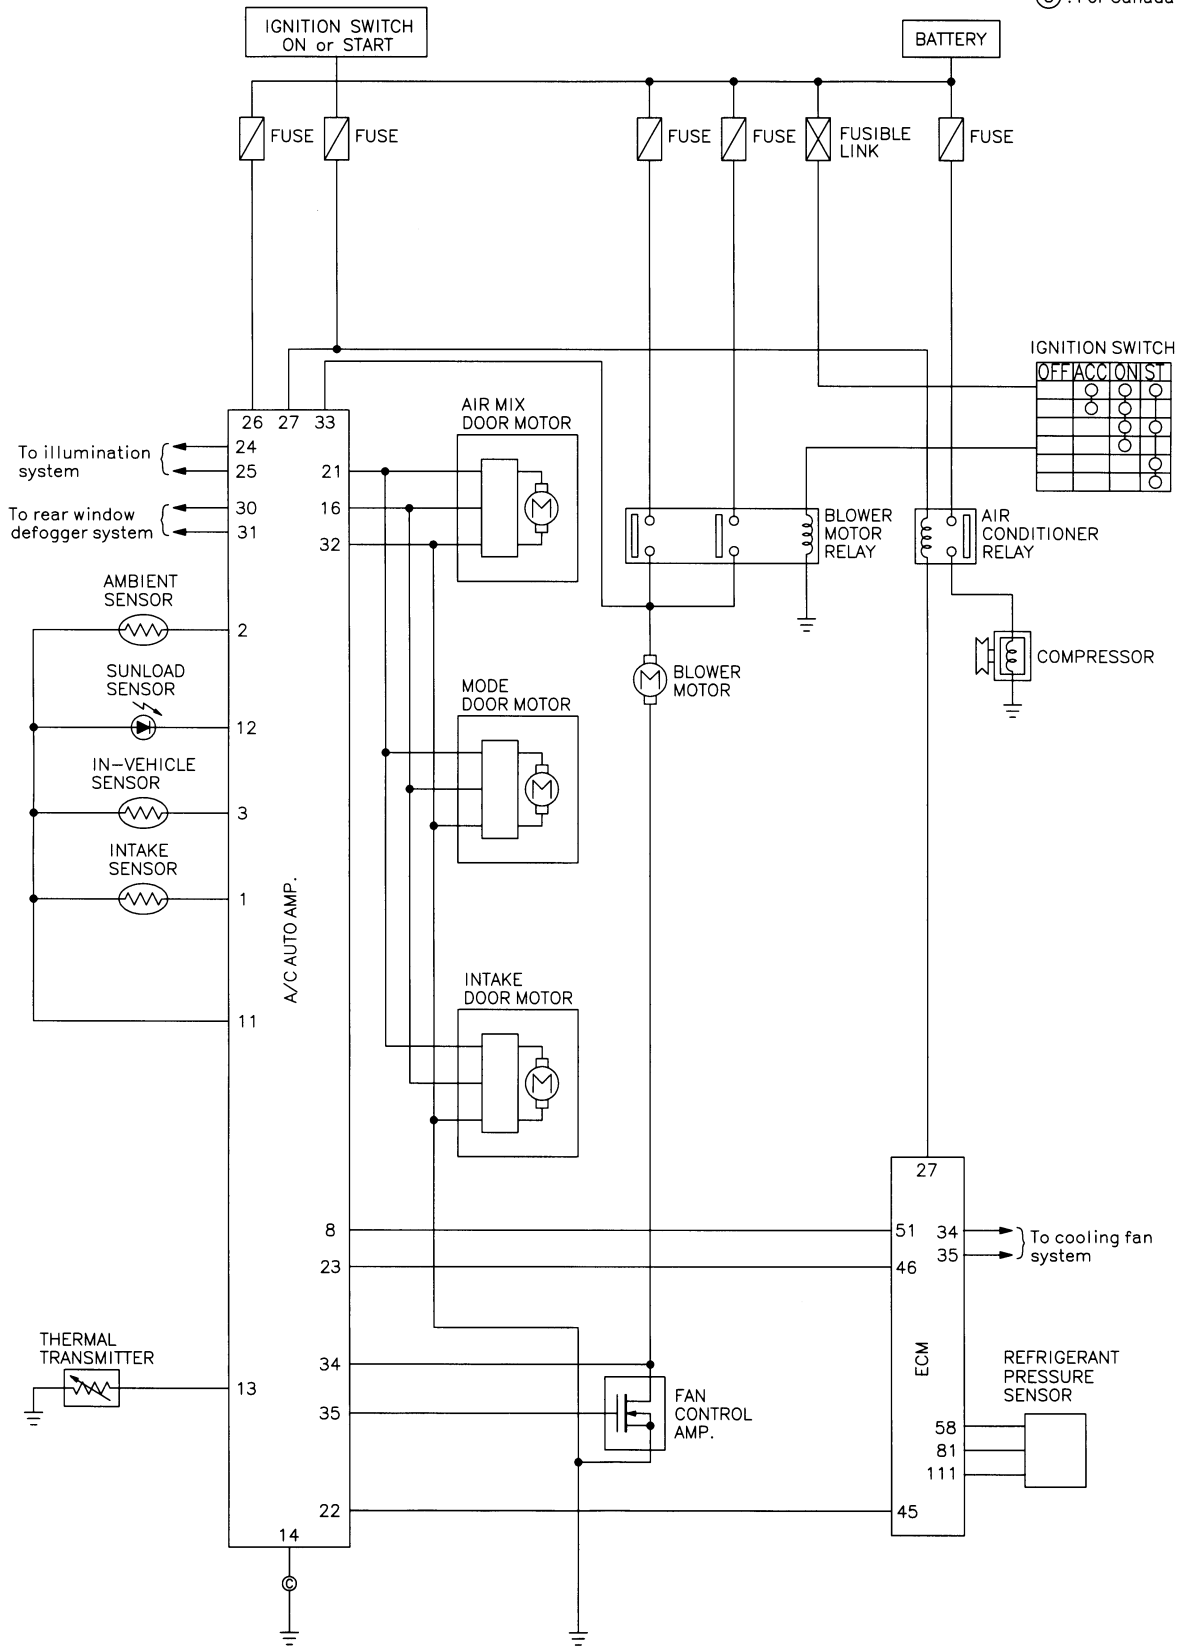 Ⓒ : For Canada
IGNITION SWITCH
ON or START
BATTERY
FUSE
FUSE
FUSE
FUSE
FUSIBLE
LINK
FUSE
IGNITION SWITCH
OFF ACC ON ST
26 27 33
To illumination
system
24
25
To rear window
defogger system
30
31
21
16
32
AIR MIX
DOOR MOTOR
M
BLOWER
MOTOR
RELAY
AIR
CONDITIONER
RELAY
AMBIENT
SENSOR
2
SUNLOAD
SENSOR
12
IN-VEHICLE
SENSOR
3
INTAKE
SENSOR
1
11
A/C AUTO AMP.
MODE
DOOR MOTOR
M
M
BLOWER
MOTOR
COMPRESSOR
INTAKE
DOOR MOTOR
M
27
8
23
51
46
34
35
To cooling fan
system
ECM
THERMAL
TRANSMITTER
13
34
35
FAN
CONTROL
AMP.
REFRIGERANT
PRESSURE
SENSOR
58
81
111
22
45
14
Ⓒ